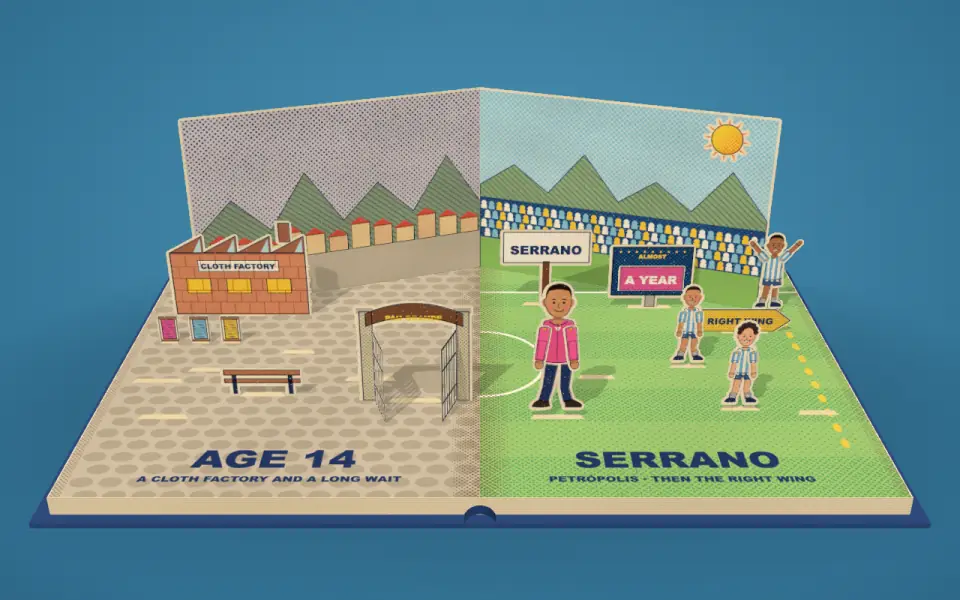 CLOTH FACTORY
AGE 14
A CLOTH FACTORY AND A LONG WAIT
SERRANO
ALMOST
A YEAR
RIGHT WING
SERRANO
PETRÓPOLIS - THEN THE RIGHT WING